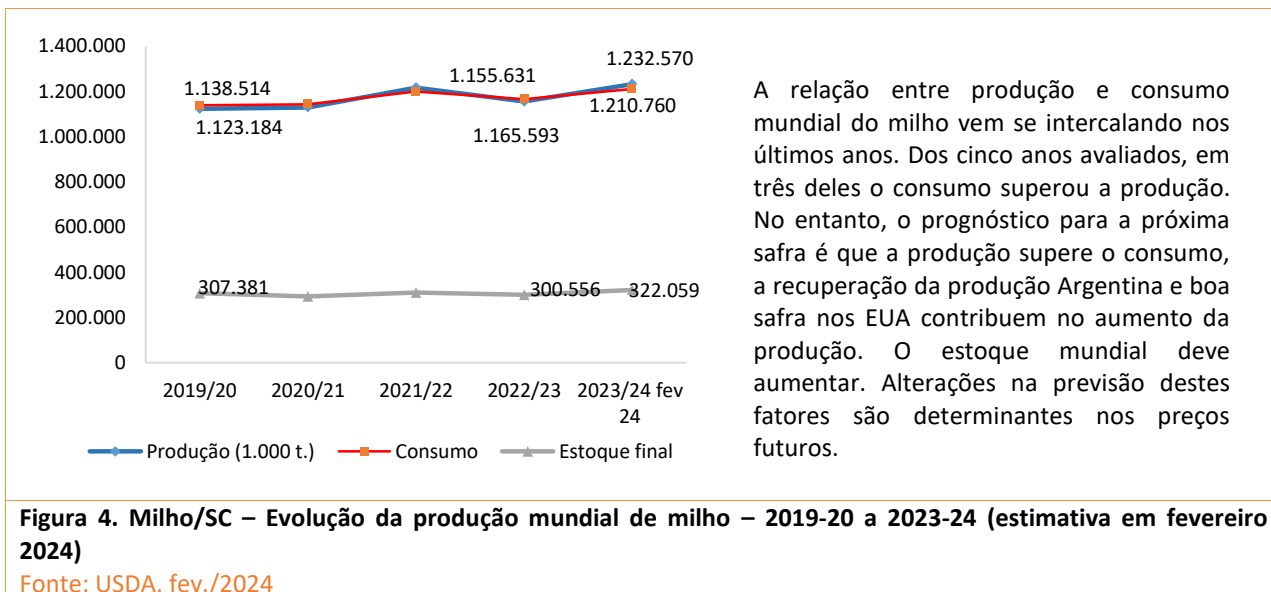 1.400.000
1.200.000
1.000.000
800.000
600.000
400.000
200.000
0
1.138.514
1.123.184
1.155.631
1.165.593
1.232.570
1.210.760
307.381
300.556
322.059
2019/20
2020/21
2021/22
2022/23
2023/24 fev
24
Produção (1.000 t.)
Consumo
Estoque final
A relação entre produção e consumo
mundial do milho vem se intercalando nos
últimos anos. Dos cinco anos avaliados, em
três deles o consumo superou a produção.
No entanto, o prognóstico para a próxima
safra é que a produção supere o consumo,
a recuperação da produção Argentina e boa
safra nos EUA contribuem no aumento da
produção. O estoque mundial deve
aumentar. Alterações na previsão destes
fatores são determinantes nos preços
futuros.
Figura 4. Milho/SC – Evolução da produção mundial de milho – 2019-20 a 2023-24 (estimativa em fevereiro
2024)
Fonte: USDA, fev./2024